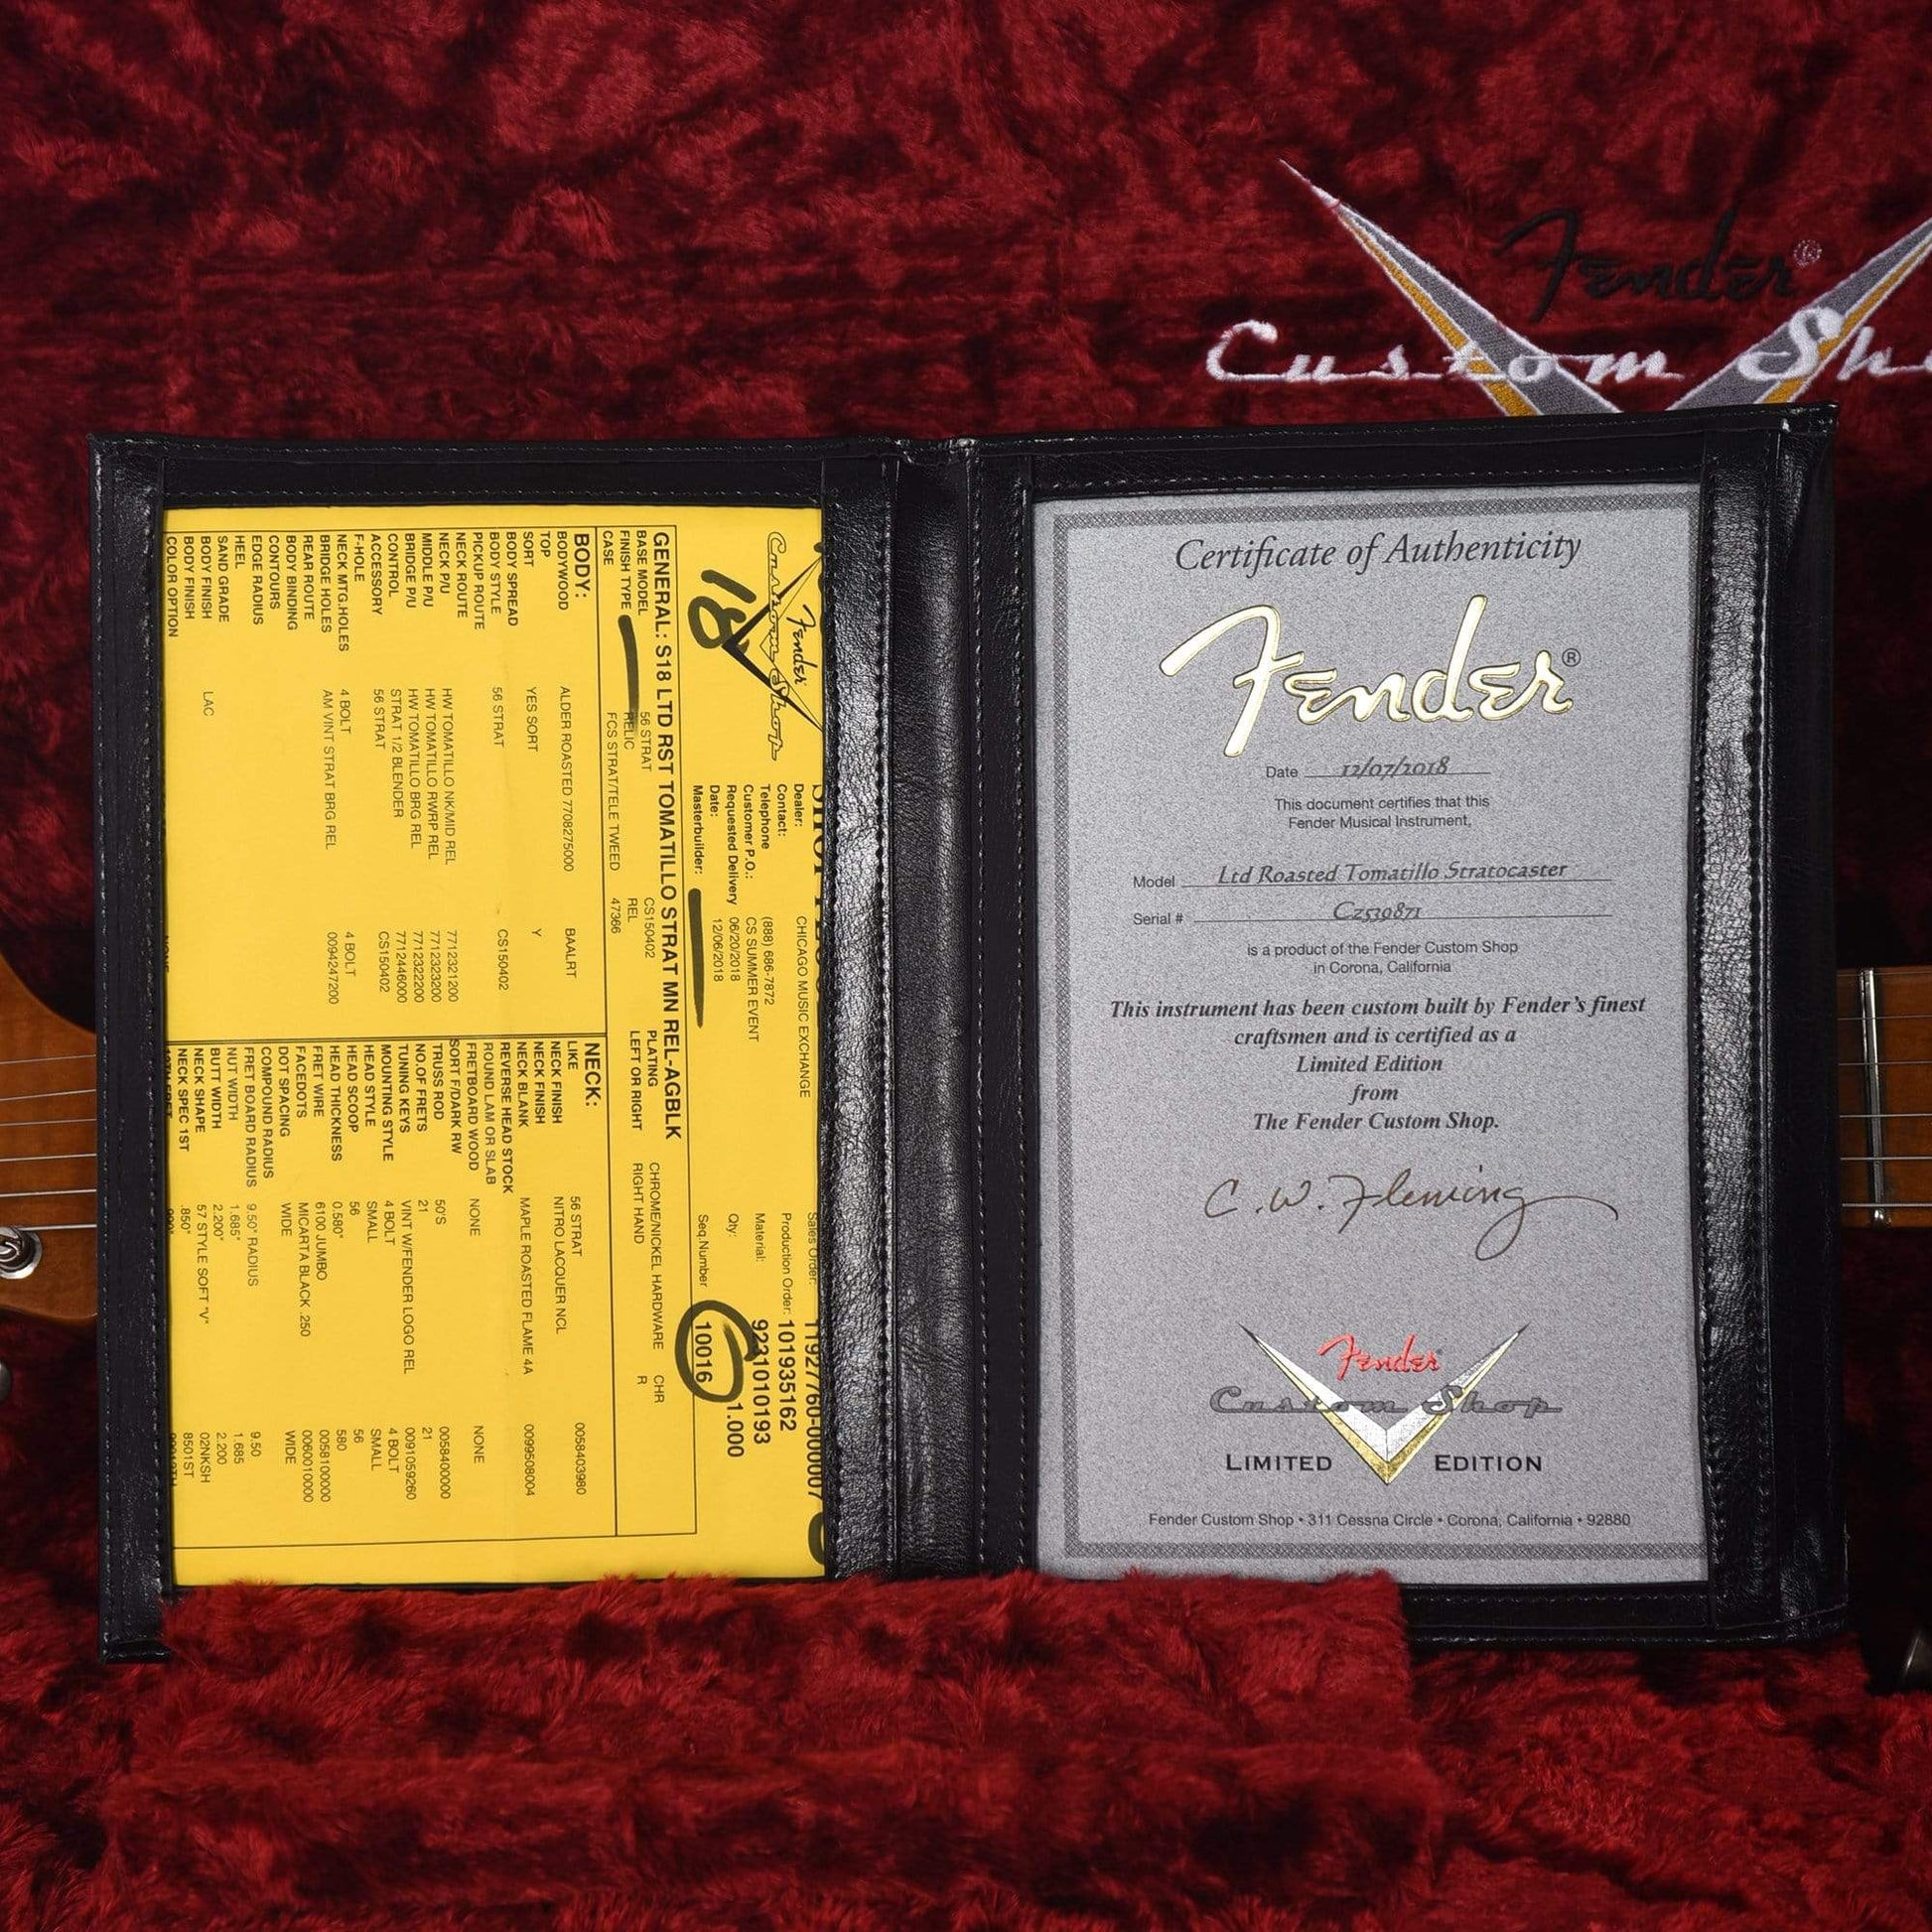 Fender®
Custom Sh
Certificate of Authenticity
Fender®
Date 12/07/2018
This document certifies that this
Fender Musical Instrument,
Model Ltd Roasted Tomatillo Stratocaster
Serial # CZ539871
is a product of the Fender Custom Shop
in Corona, California
This instrument has been custom built by Fender's finest
craftsmen and is certified as a
Limited Edition
from
The Fender Custom Shop.
C.W. Fleming
Fender
Custom Shop
LIMITED EDITION
Fender Custom Shop • 311 Cessna Circle • Corona, California • 92880
Fender
Custom Shop
18
Dealer: CHICAGO MUSIC EXCHANGE
Contact:
Telephone (888) 686-7872
Customer P.O.: CS SUMMER EVENT
Requested Delivery 06/20/2018
Date: 12/06/2018
Masterbuilder:
Sales Order:
Production Order: 101935162
Material: 9231010193
Qty: 1.000
Seq.Number 10016
GENERAL: S18 LTD RST TOMATILLO STRAT MN REL-AGBLK
BASE MODEL 56 STRAT CS150402 PLATING CHROME/NICKEL HARDWARE CHR
FINISH TYPE RELIC REL LEFT OR RIGHT RIGHT HAND R
CASE FCS STRAT/TELE TWEED 47366
BODY:
BODYWOOD ALDER ROASTED 7708275000 BAALRT
TOP
SORT YES SORT Y
BODY SPREAD
BODY STYLE 56 STRAT CS150402
PICKUP ROUTE
NECK ROUTE
NECK P/U HW TOMATILLO NK/MID REL 7712321200
MIDDLE P/U HW TOMATILLO RWRP REL 7712323200
BRIDGE P/U HW TOMATILLO BRG REL 7712322200
CONTROL STRAT 1/2 BLENDER 7712446000
ACCESSORY 56 STRAT CS150402
F-HOLE
NECK MTG.HOLES 4 BOLT 4 BOLT
BRIDGE HOLES AM VINT STRAT BRG REL 0094247200
REAR ROUTE
BODY BINDING
CONTOURS
EDGE RADIUS
HEEL
SAND GRADE
BODY FINISH LAC
BODY FINISH
COLOR OPTION
NECK:
LIKE 56 STRAT 0058403980
NECK FINISH NITRO LACQUER NCL
NECK FINISH
NECK BLANK MAPLE ROASTED FLAME 4A 0099508004
REVERSE HEAD STOCK
ROUND LAM OR SLAB
FRETBOARD WOOD NONE NONE
SORT F/DARK RW
TRUSS ROD 50'S 0058400000
NO.OF FRETS 21 21
TUNING KEYS VINT W/FENDER LOGO REL 0091059260
MOUNTING STYLE 4 BOLT 4 BOLT
HEAD STYLE SMALL SMALL
HEAD SCOOP 56 56
HEAD THICKNESS 0.580" 580
FRET WIRE 6100 JUMBO 0058100000
FACEDOTS MICARTA BLACK .250 0060010000
DOT SPACING WIDE WIDE
COMPOUND RADIUS
FRET BOARD RADIUS 9.50" RADIUS 9.50
NUT WIDTH 1.685" 1.685
BUTT WIDTH 2.200" 2.200
NECK SHAPE 57 STYLE SOFT "V" 02NKSH
NECK SPEC 1ST .850" 8501ST